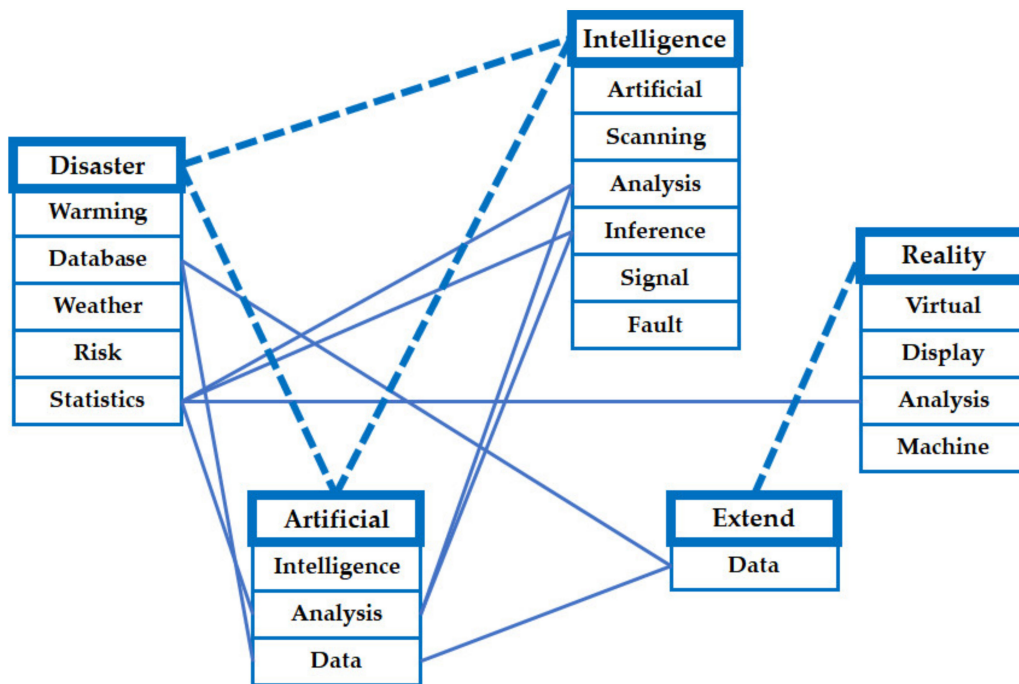 Intelligence
Artificial
Scanning
Analysis
Inference
Signal
Fault
Disaster
Warming
Database
Weather
Risk
Statistics
Reality
Virtual
Display
Analysis
Machine
Artificial
Intelligence
Analysis
Data
Extend
Data